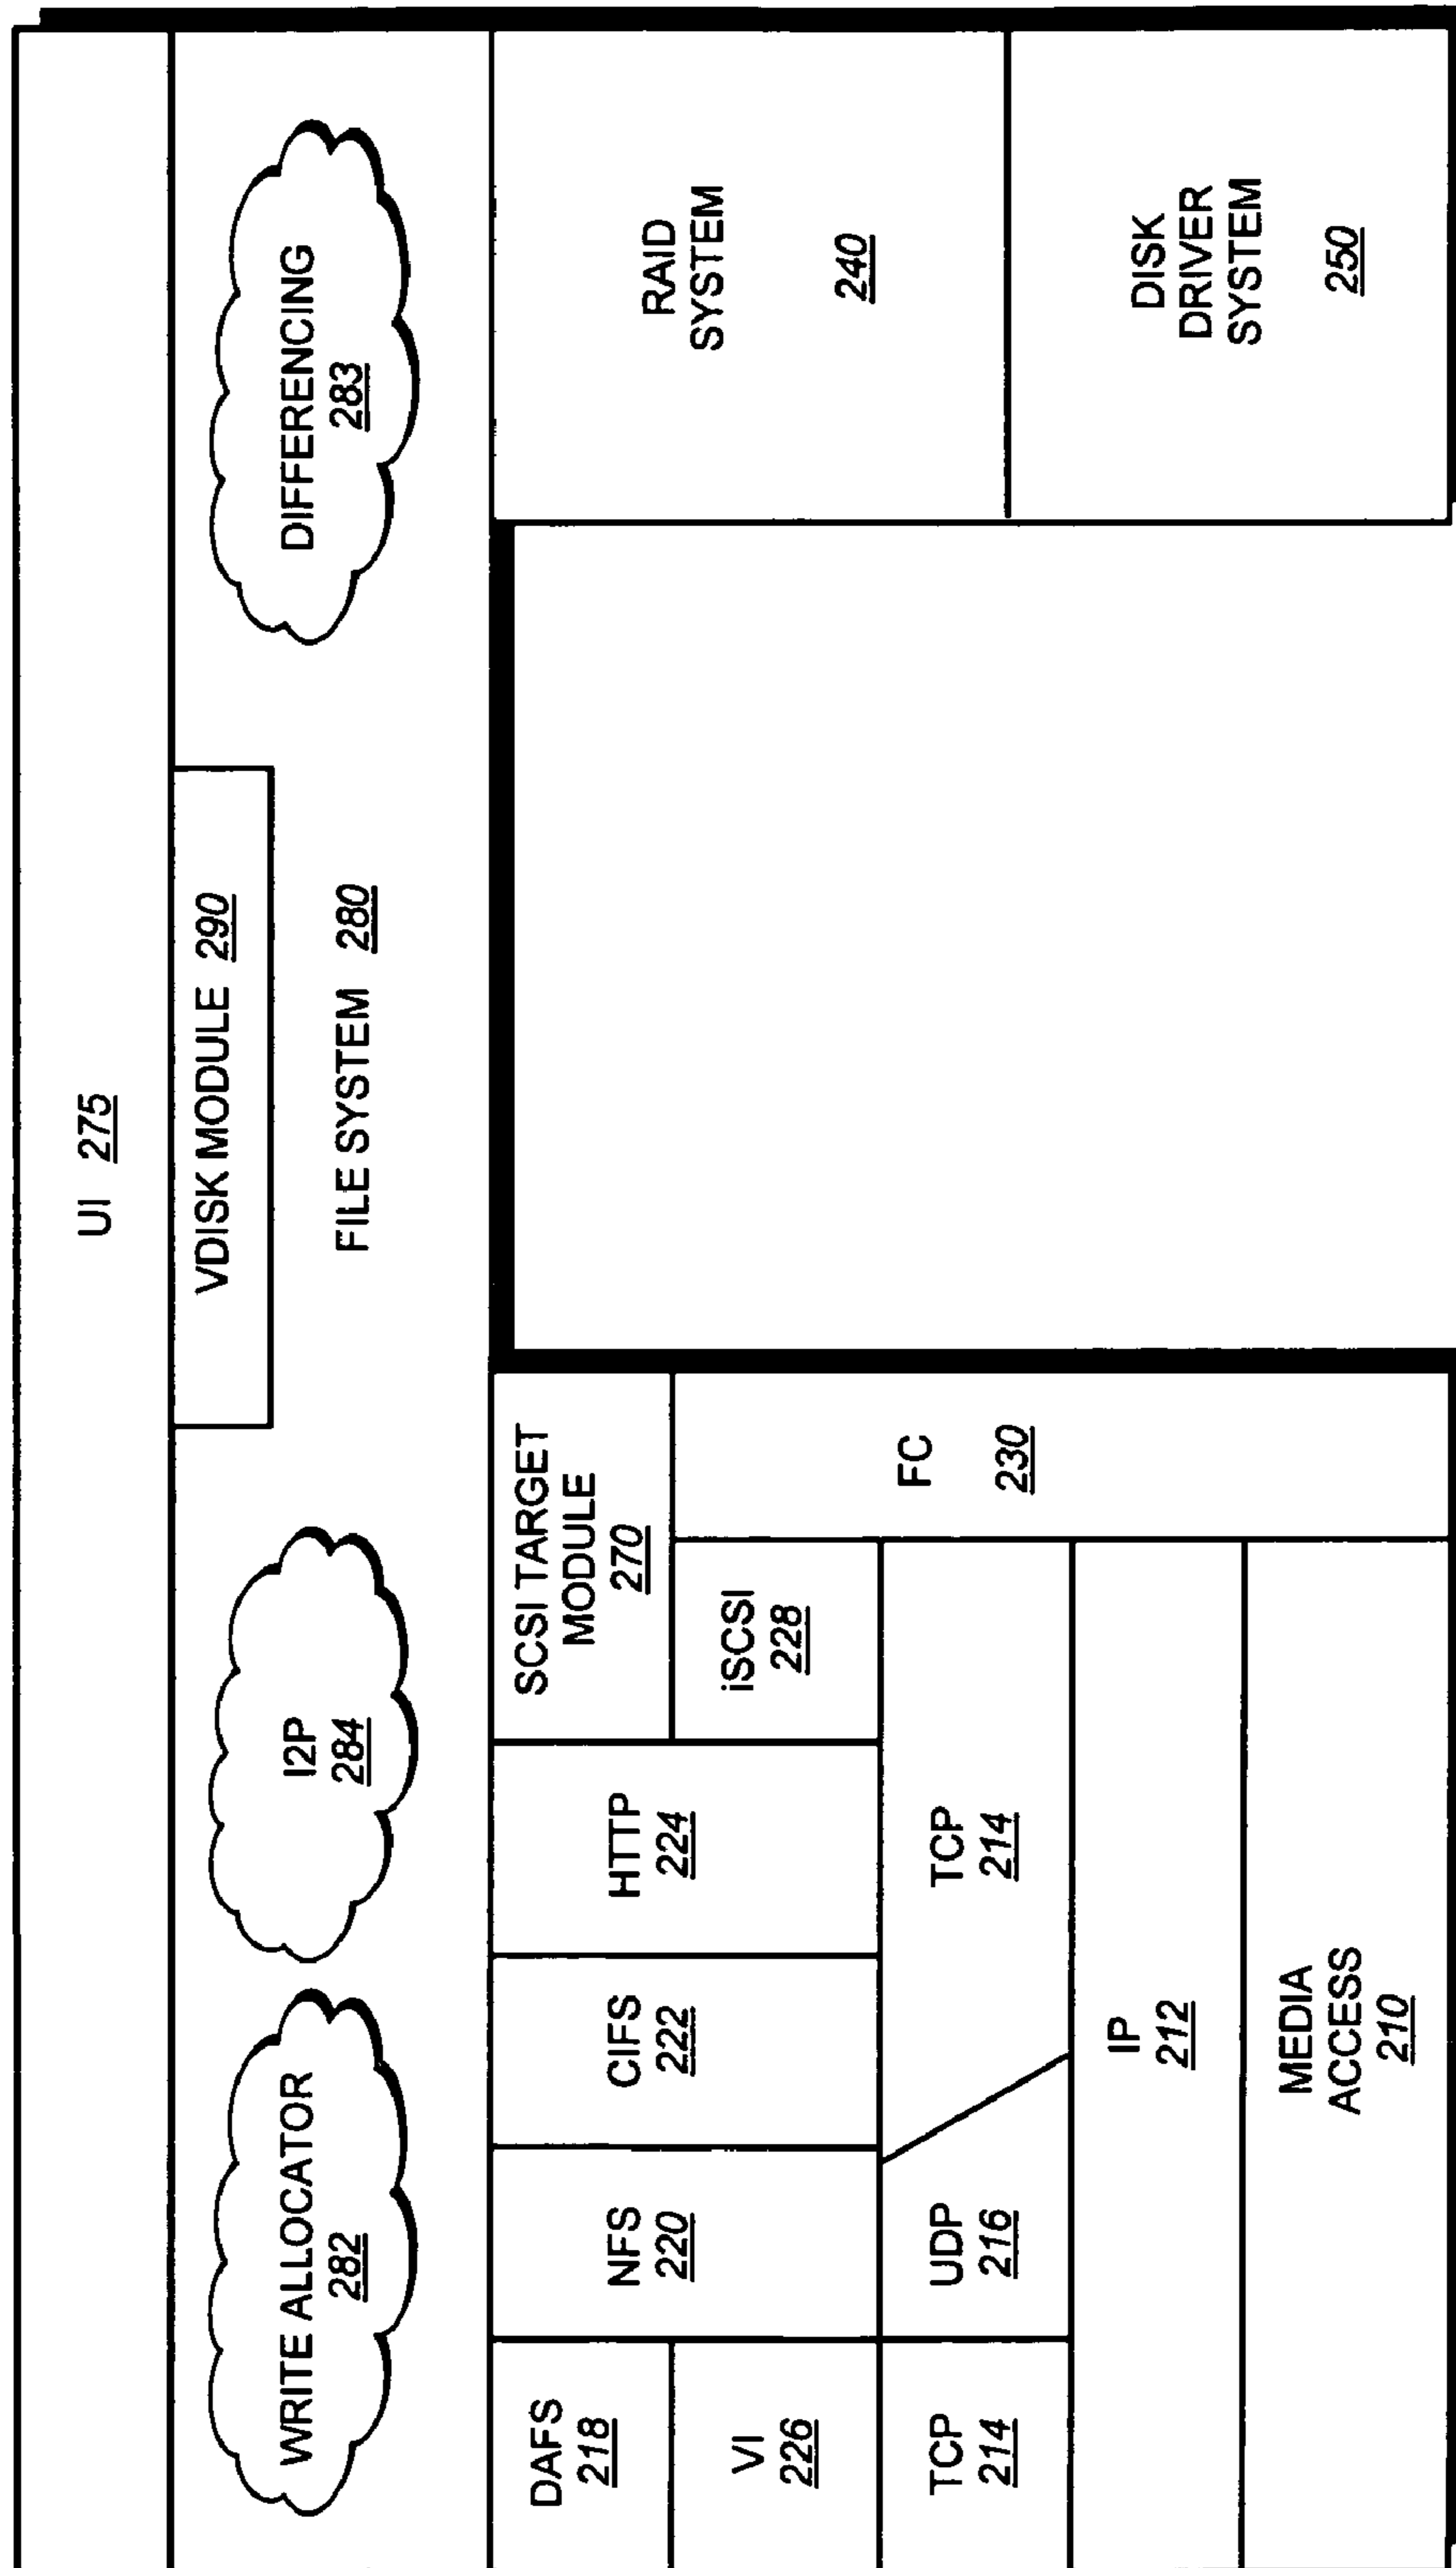 UI 275
VDISK MODULE 290
FILE SYSTEM 280
WRITE ALLOCATOR
282
I2P
284
DIFFERENCING
283
DAFS
218
VI
226
TCP
214
NFS
220
UDP
216
CIFS
222
HTTP
224
TCP
214
SCSI TARGET
MODULE
270
iSCSI
228
FC
230
IP
212
MEDIA
ACCESS
210
RAID
SYSTEM
240
DISK
DRIVER
SYSTEM
250